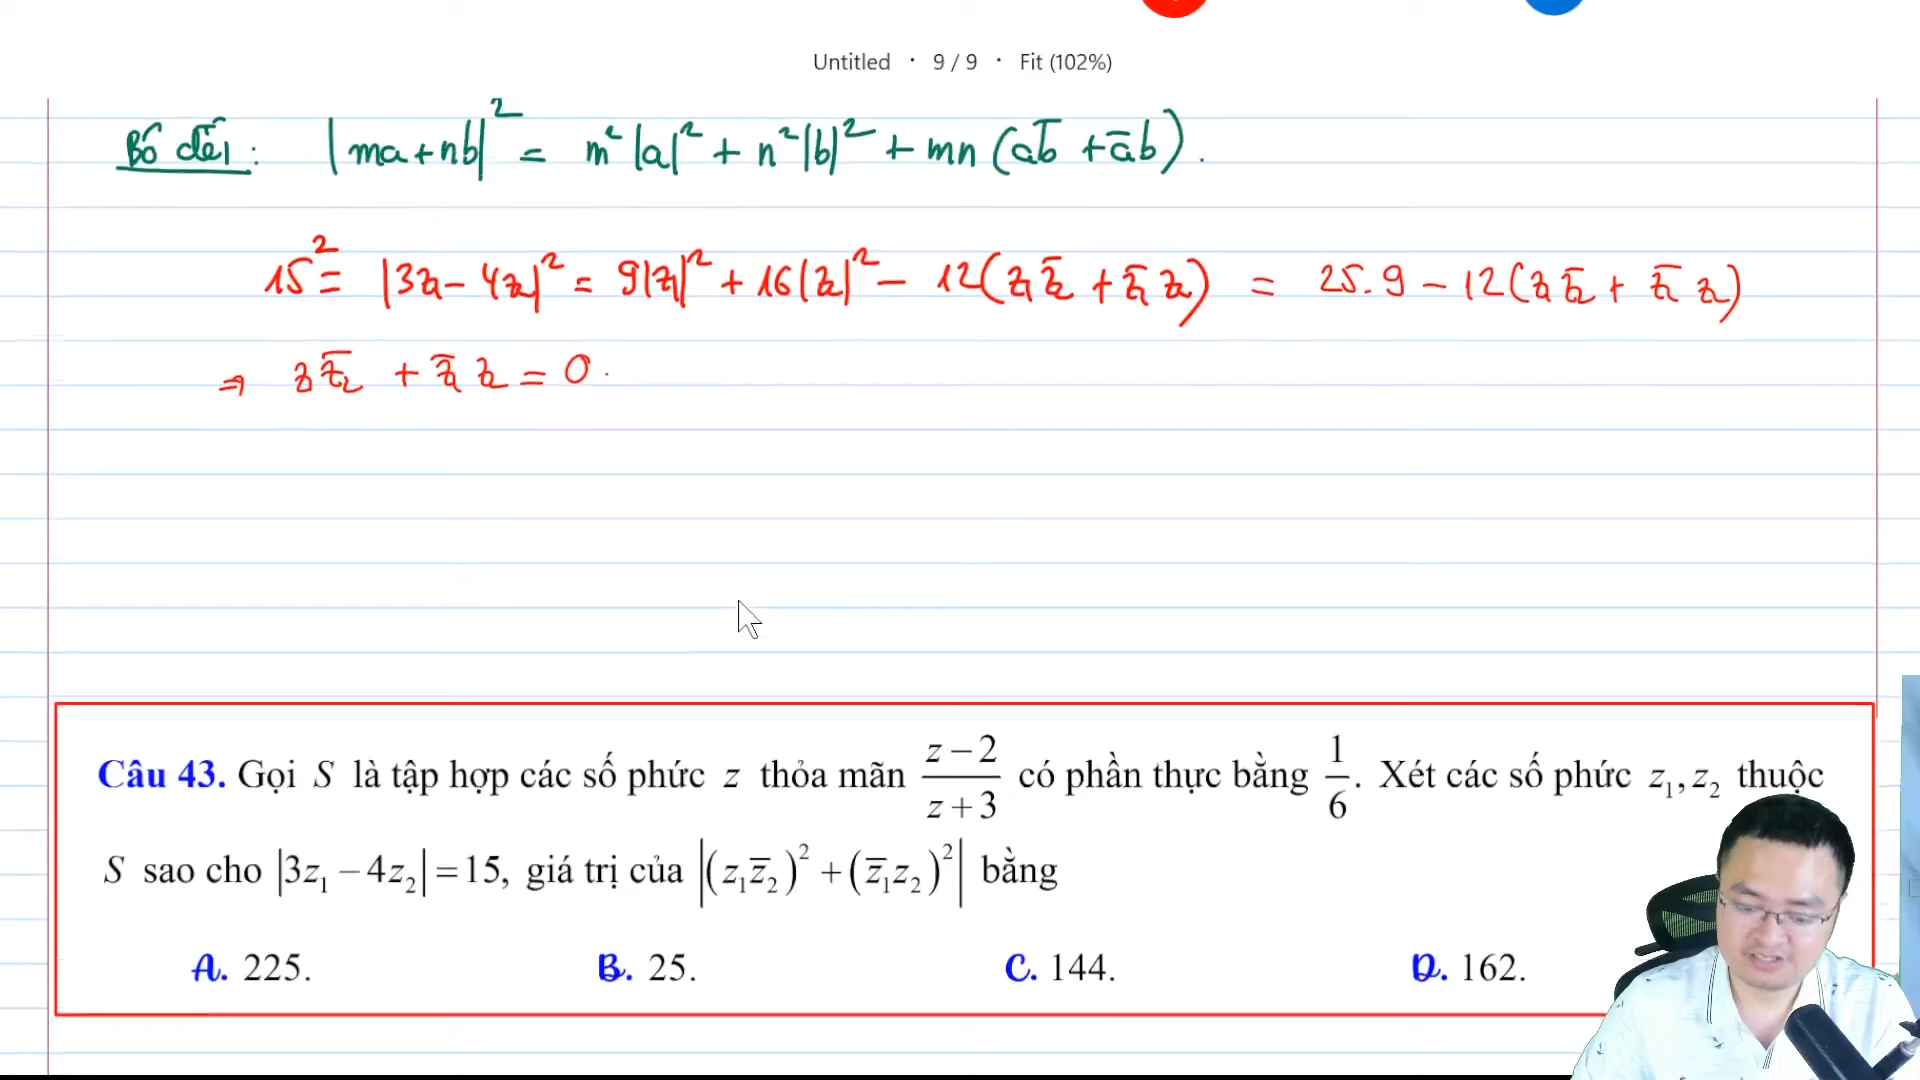 Untitled · 9 / 9 · Fit (102%)
Bổ đề 1 : |ma+nb|² = m²|a|² + n²|b|² + mn(ab̅ + a̅b).
15² = |3z₁ − 4z₂|² = 9|z₁|² + 16|z₂|² − 12(z₁z̅₂ + z̅₁z₂) = 25.9 − 12(z₁z̅₂ + z̅₁z₂)
⇒ z₁z̅₂ + z̅₁z₂ = 0.
Câu 43. Gọi S là tập hợp các số phức z thỏa mãn (z−2)/(z+3) có phần thực bằng 1/6. Xét các số phức z₁, z₂ thuộc
S sao cho |3z₁ − 4z₂| = 15, giá trị của |(z₁z̅₂)² + (z̅₁z₂)²| bằng
A. 225. B. 25. C. 144. D. 162.